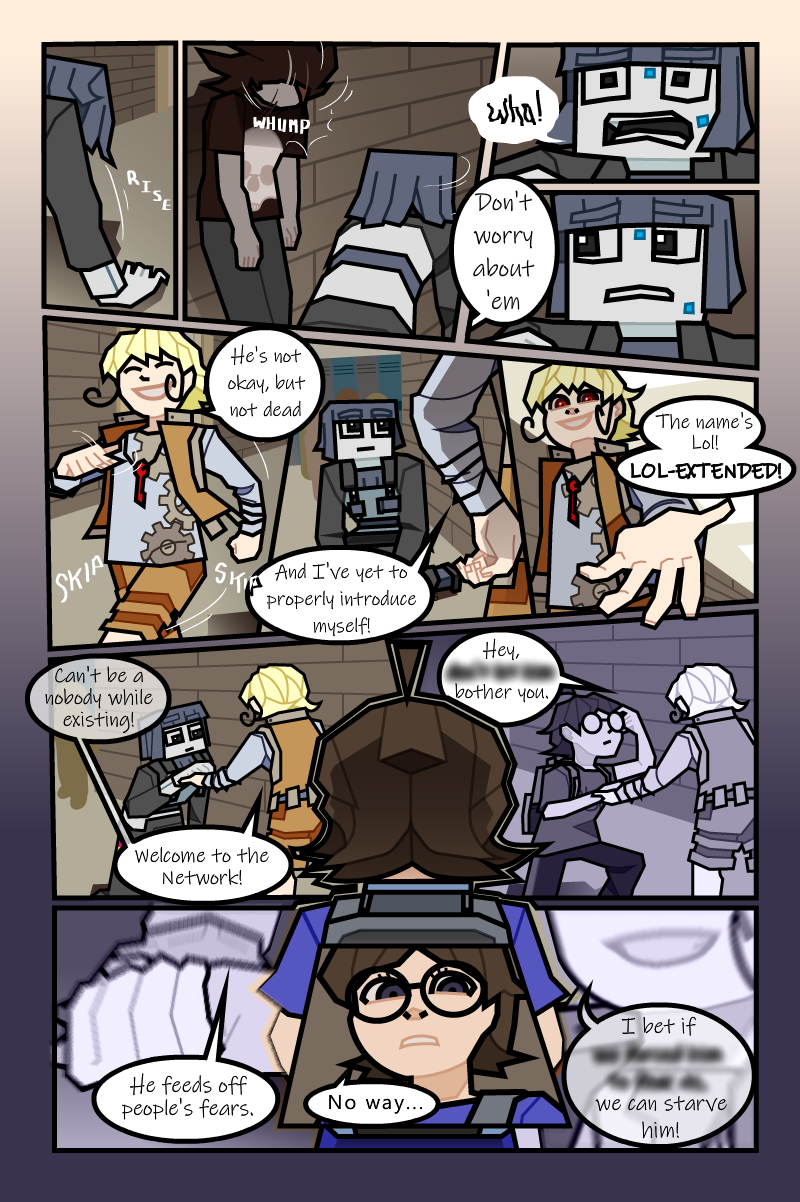 RISE
WHUMP
Wha!
Don't
worry
about
'em
He's not
okay, but
not dead
SKIP
SKIP
And I've yet to
properly introduce
myself!
The name's
Lol!
LOL-EXTENDED!
Can't be a
nobody while
existing!
Welcome to the
Network!
Hey,
bother you.
He feeds off
people's fears.
No way...
I bet if
we can starve
him!